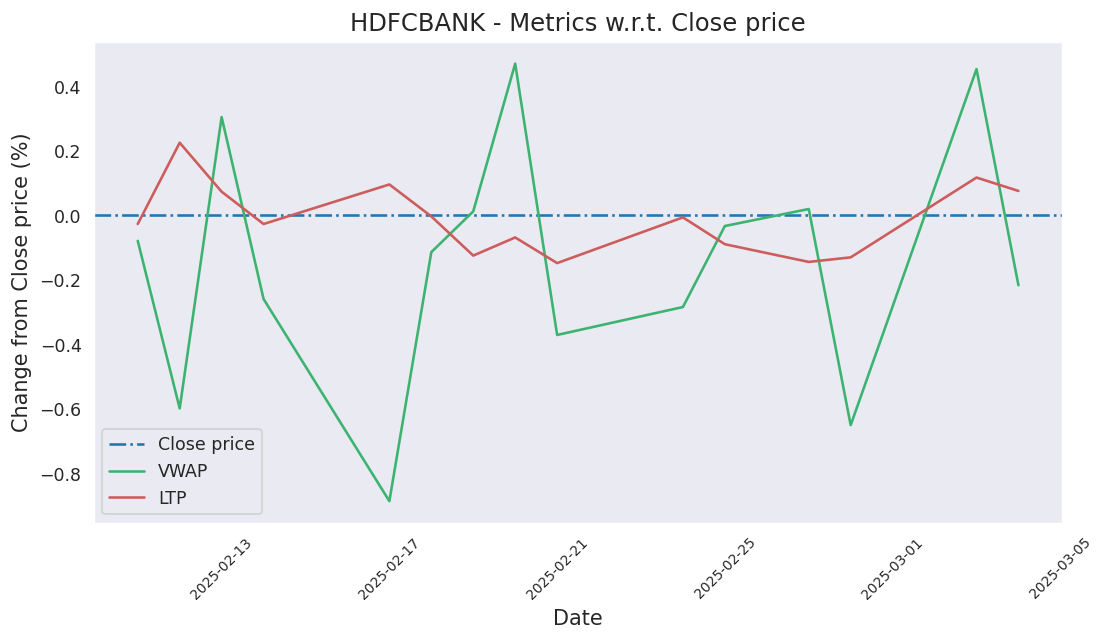 HDFCBANK - Metrics w.r.t. Close price
Change from Close price (%)
0.4
0.2
0.0
−0.2
−0.4
−0.6
−0.8
Close price
VWAP
LTP
2025-02-13
2025-02-17
2025-02-21
2025-02-25
2025-03-01
2025-03-05
Date